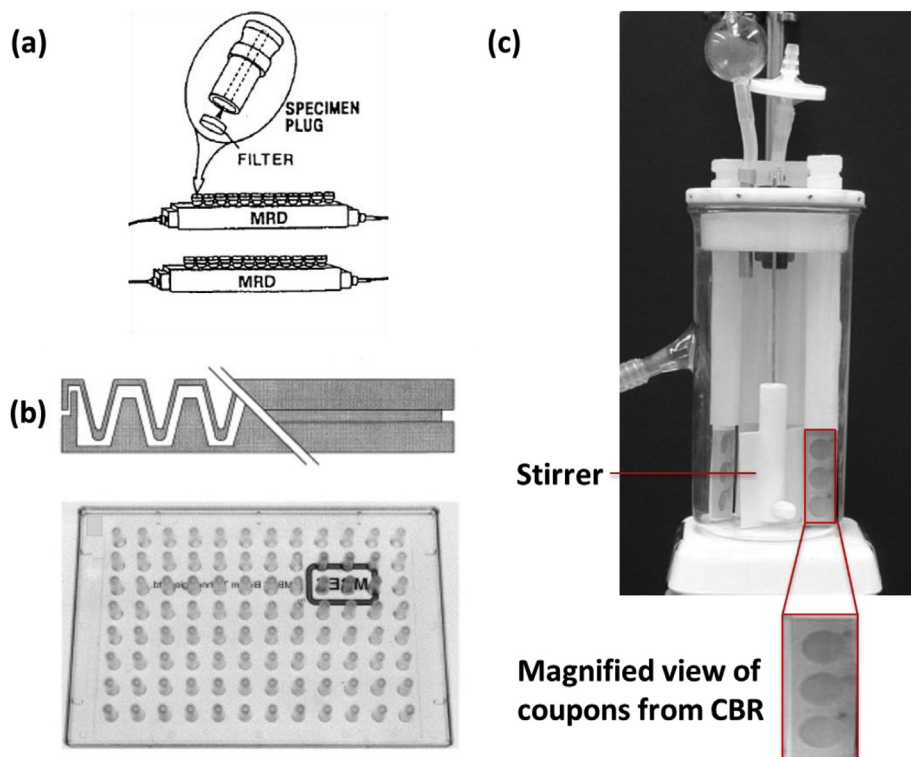 (a)
SPECIMEN
PLUG
FILTER
MRD
MRD
(b)
(c)
Stirrer
Magnified view of
coupons from CBR